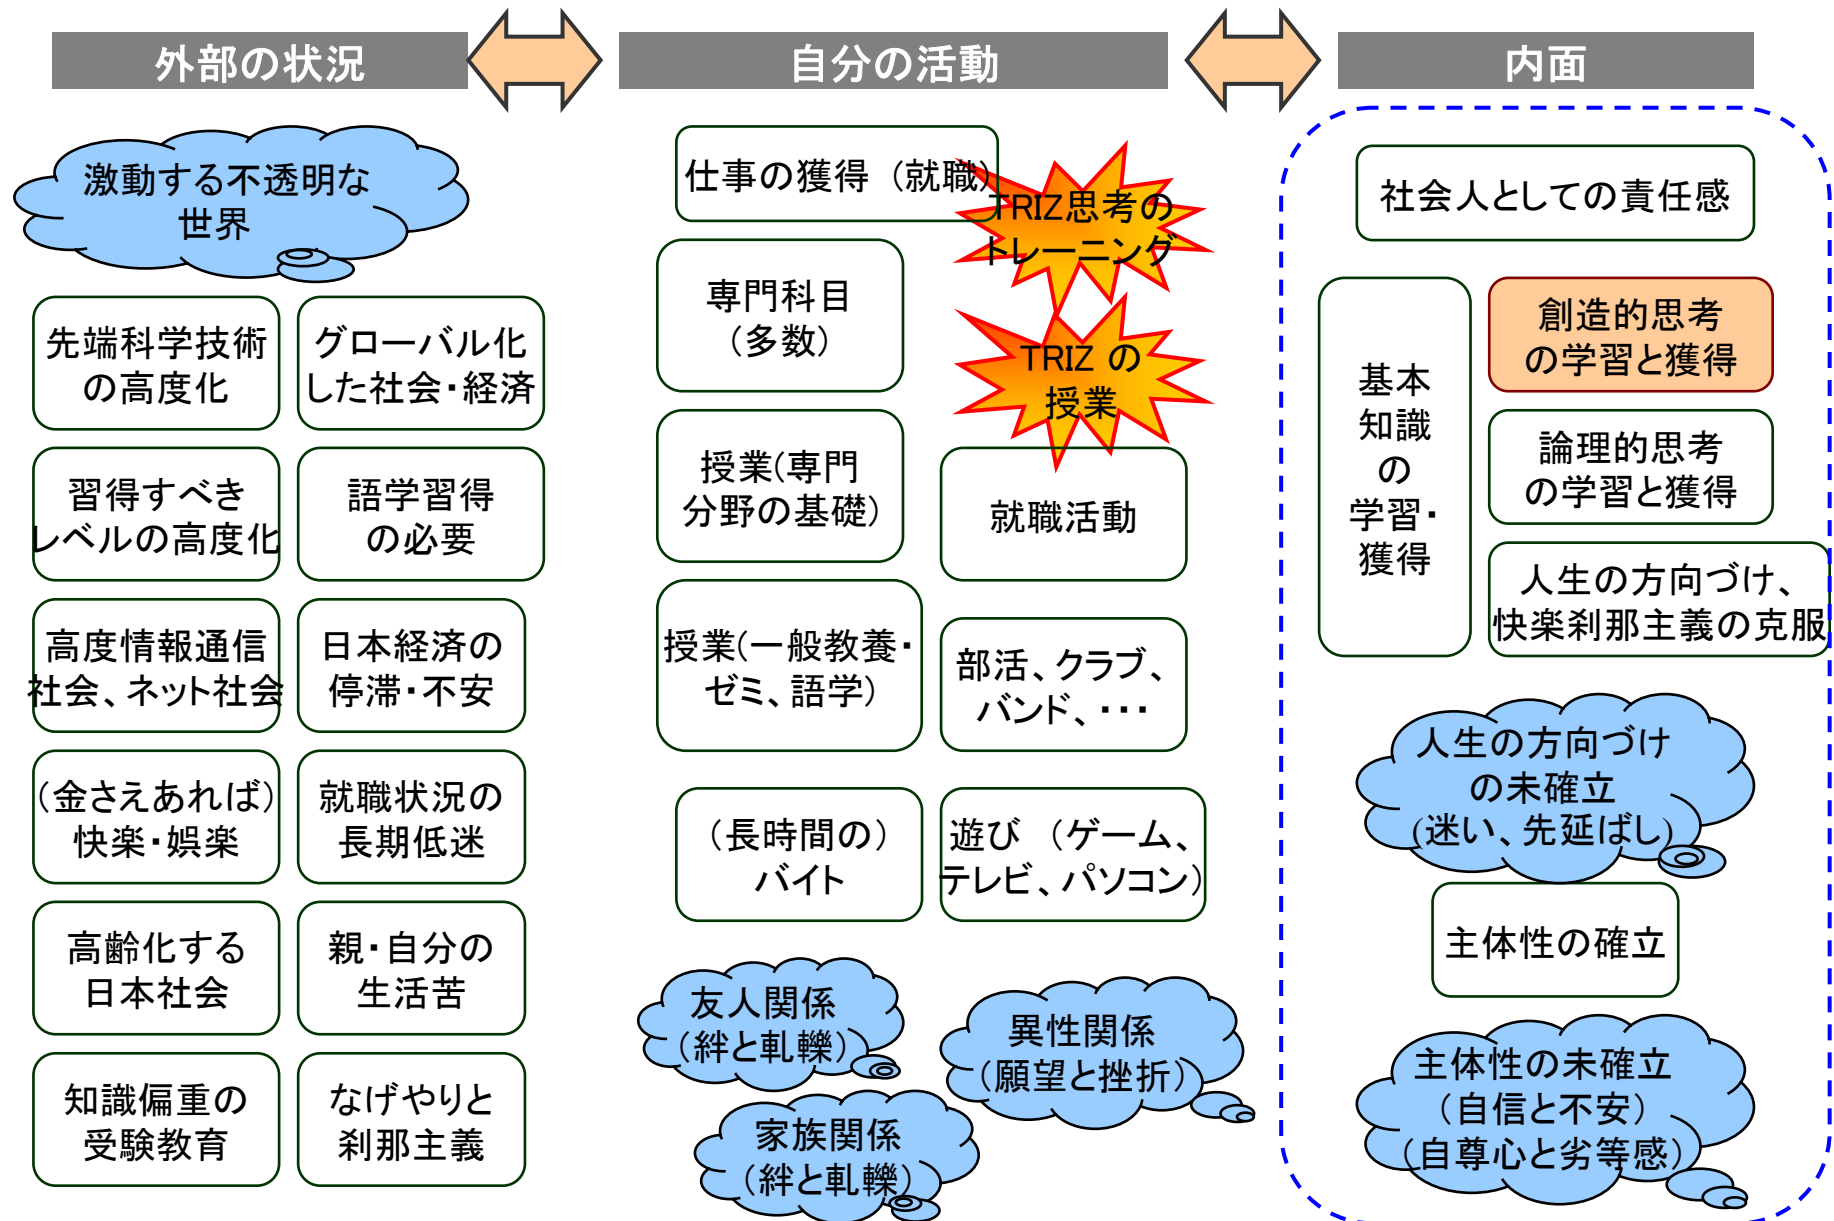 外部の状況
自分の活動
内面
激動する不透明な
世界
先端科学技術
の高度化
グローバル化
した社会・経済
習得すべき
レベルの高度化
語学習得
の必要
高度情報通信
社会、ネット社会
日本経済の
停滞・不安
(金さえあれば)
快楽・娯楽
就職状況の
長期低迷
高齢化する
日本社会
親・自分の
生活苦
知識偏重の
受験教育
なげやりと
刹那主義
仕事の獲得 (就職)
TRIZ思考の
トレーニング
専門科目
(多数)
TRIZ の
授業
授業(専門
分野の基礎)
就職活動
授業(一般教養・
ゼミ、語学)
部活、クラブ、
バンド、・・・
(長時間の)
バイト
遊び (ゲーム、
テレビ、パソコン)
友人関係
(絆と軋轢)
異性関係
(願望と挫折)
家族関係
(絆と軋轢)
社会人としての責任感
基本
知識
の
学習・
獲得
創造的思考
の学習と獲得
論理的思考
の学習と獲得
人生の方向づけ、
快楽刹那主義の克服
人生の方向づけ
の未確立
(迷い、先延ばし)
主体性の確立
主体性の未確立
(自信と不安)
(自尊心と劣等感)